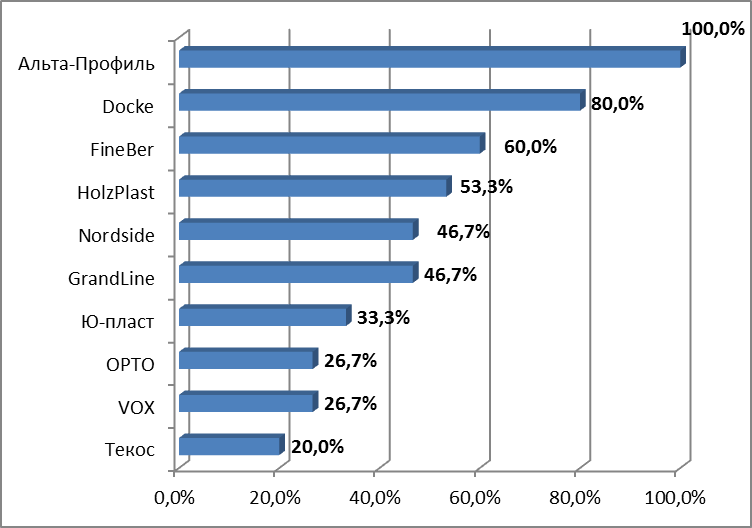 100,0%
Альта-Профиль
Docke 80,0%
FineBer 60,0%
HolzPlast 53,3%
Nordside 46,7%
GrandLine 46,7%
Ю-пласт 33,3%
ОРТО 26,7%
VOX 26,7%
Текос 20,0%
0,0% 20,0% 40,0% 60,0% 80,0% 100,0%